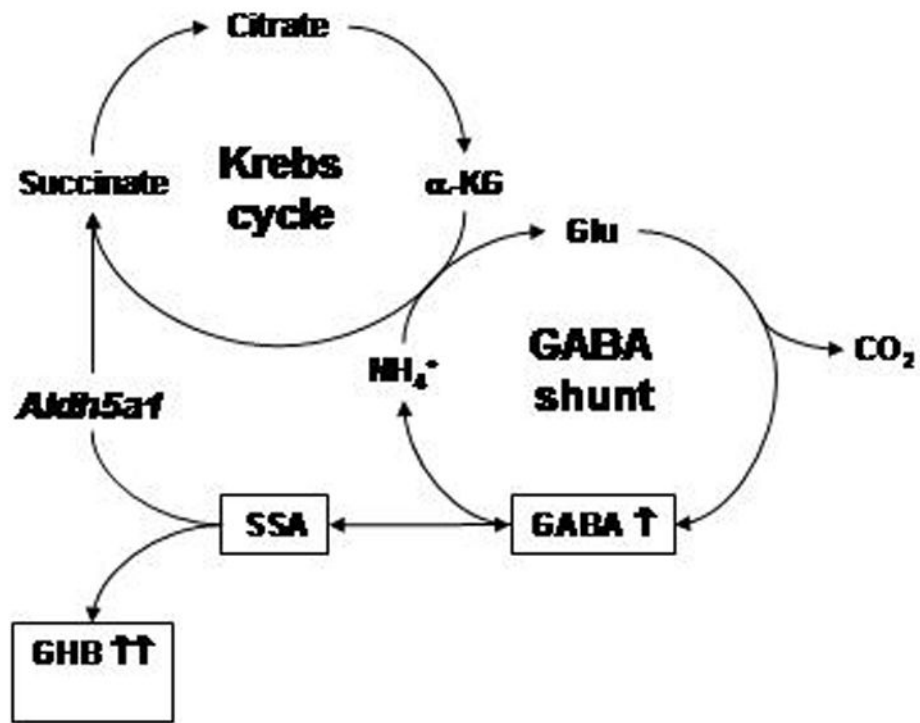 Citrate
Krebs
cycle
Succinate
α-KG
Glu
GABA
shunt
CO₂
NH₄⁺
Aldh5a1
SSA
GABA ↑
GHB ↑↑